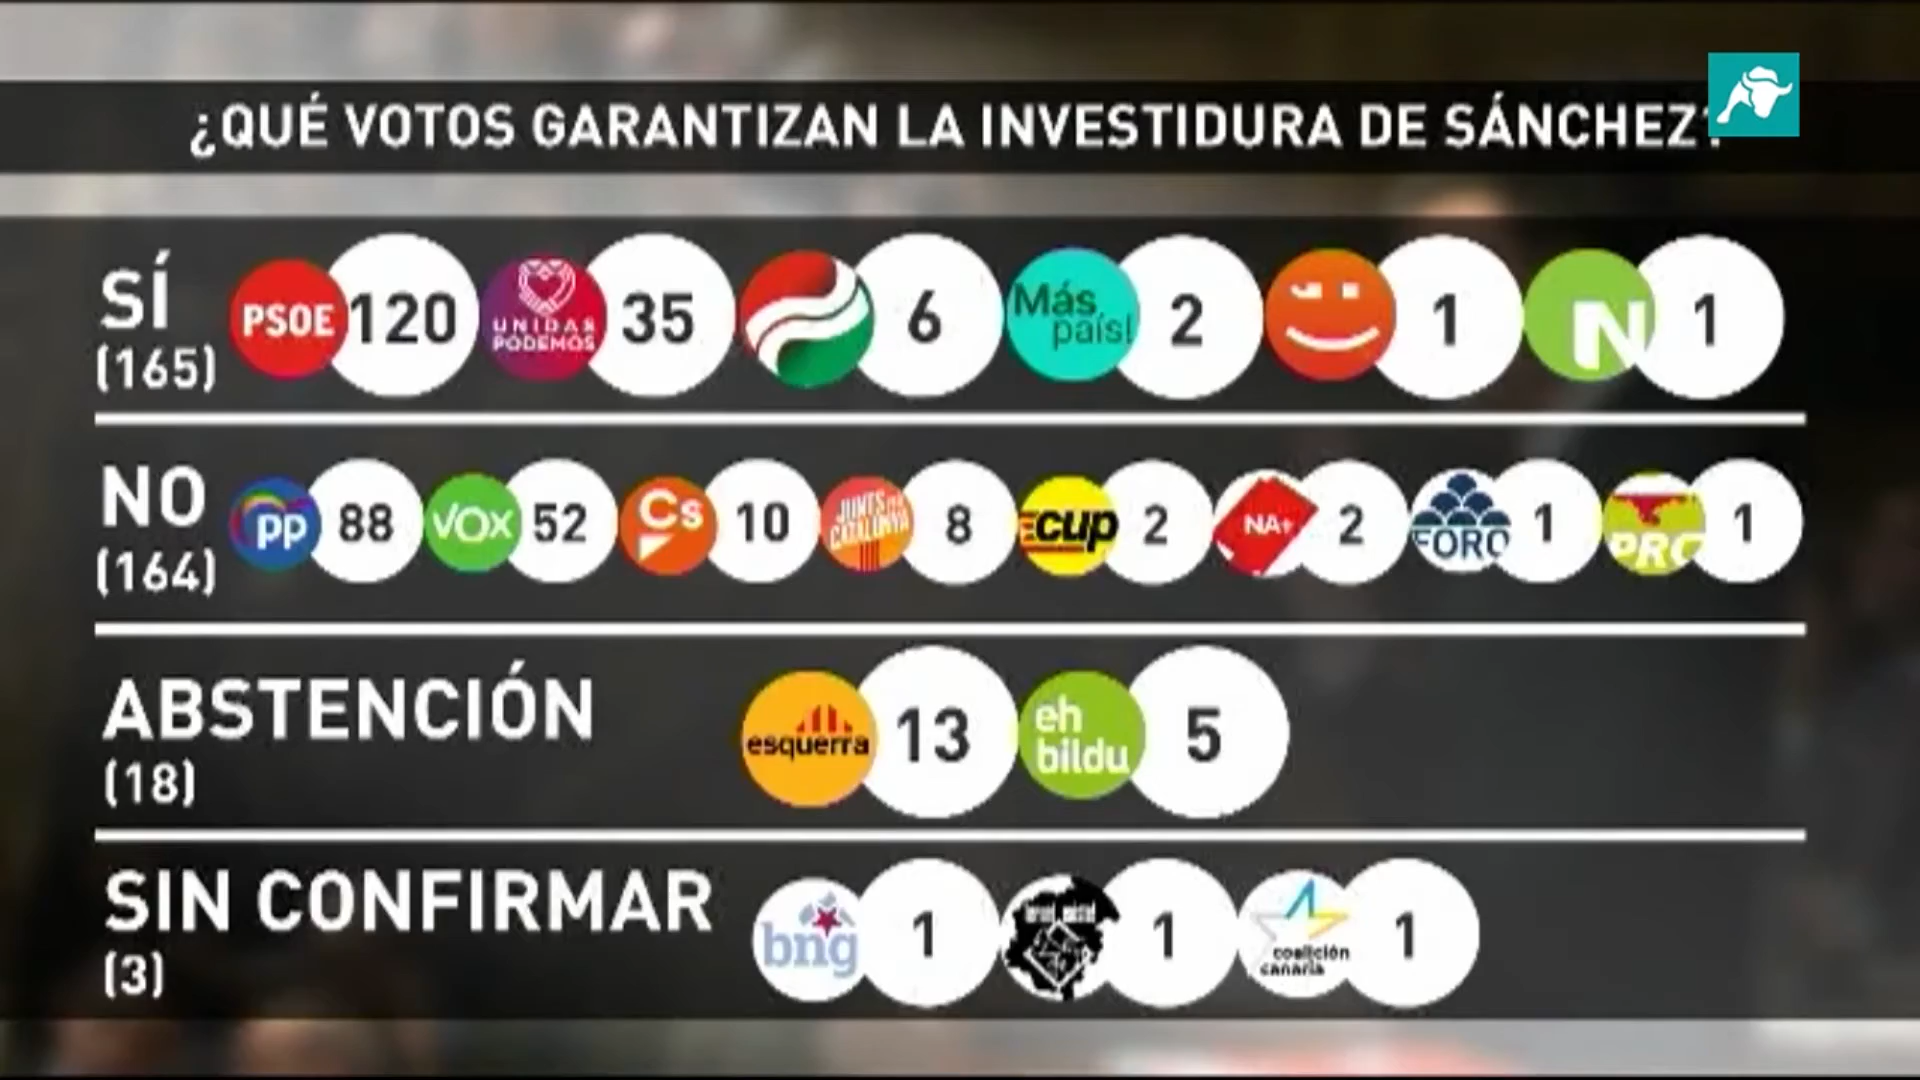 ¿QUÉ VOTOS GARANTIZAN LA INVESTIDURA DE SÁNCHEZ?
SÍ
(165)
PSOE 120
UNIDAS
PODEMOS 35
6
Más
país! 2
1
N 1
NO
(164)
PP 88
VOX 52
Cs 10
JUNTS PER
CATALUNYA 8
cup 2
NA+ 2
FORO 1
PRC 1
ABSTENCIÓN
(18)
esquerra 13
eh
bildu 5
SIN CONFIRMAR
(3)
bng 1
1
coalición
canaria 1